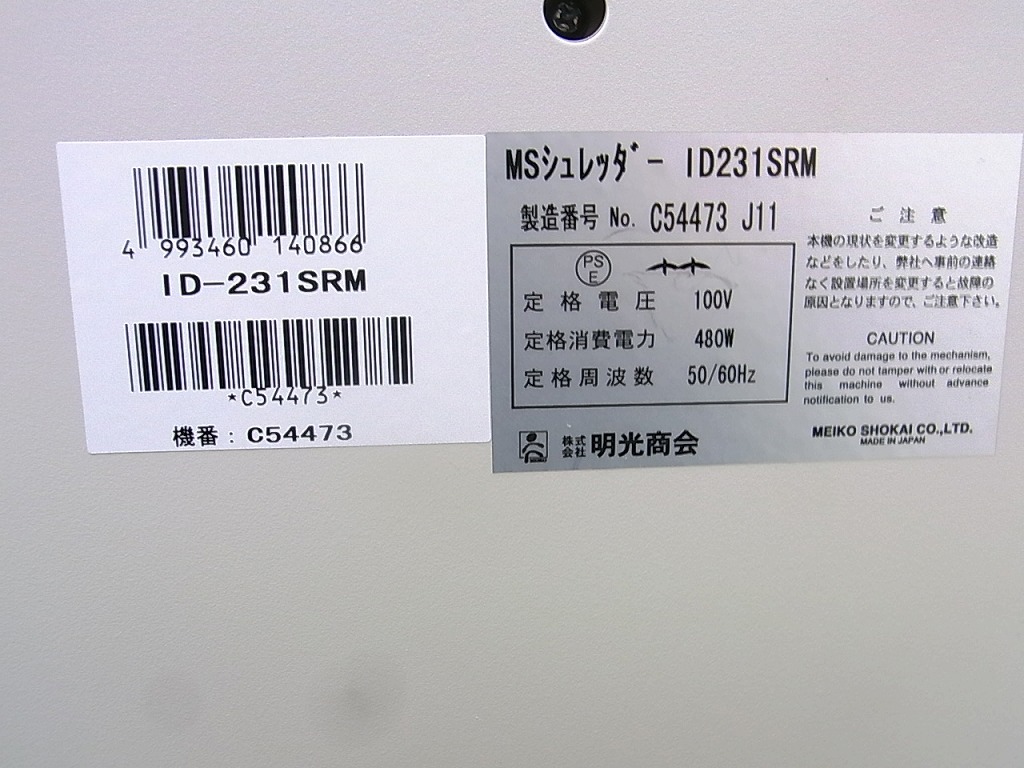 4 993460 140866
ID-231SRM
*C54473*
機番：C54473
MSシュレッダー ID231SRM
製造番号 No. C54473 J11
PS
E
定格電圧 100V
定格消費電力 480W
定格周波数 50/60Hz
株式会社 明光商会
ご注意
本機の現状を変更するような改造
などをしたり、弊社へ事前の連絡
なく設置場所を変更すると故障の
原因となりますので、ご注意下さい。
CAUTION
To avoid damage to the mechanism,
please do not tamper with or relocate
this machine without advance
notification to us.
MEIKO SHOKAI CO.,LTD.
MADE IN JAPAN